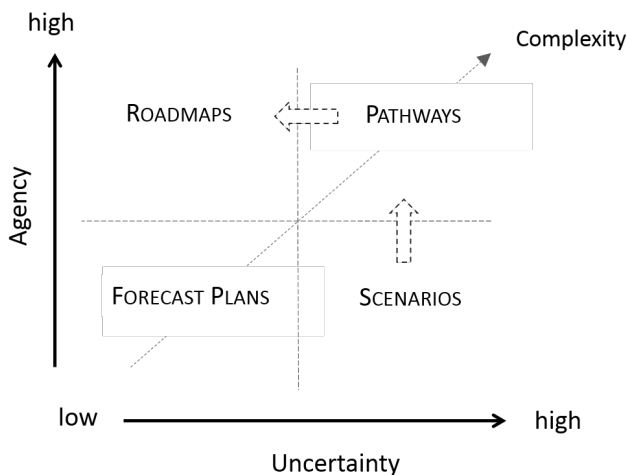 high
Complexity
ROADMAPS
PATHWAYS
Agency
FORECAST PLANS
SCENARIOS
low
high
Uncertainty